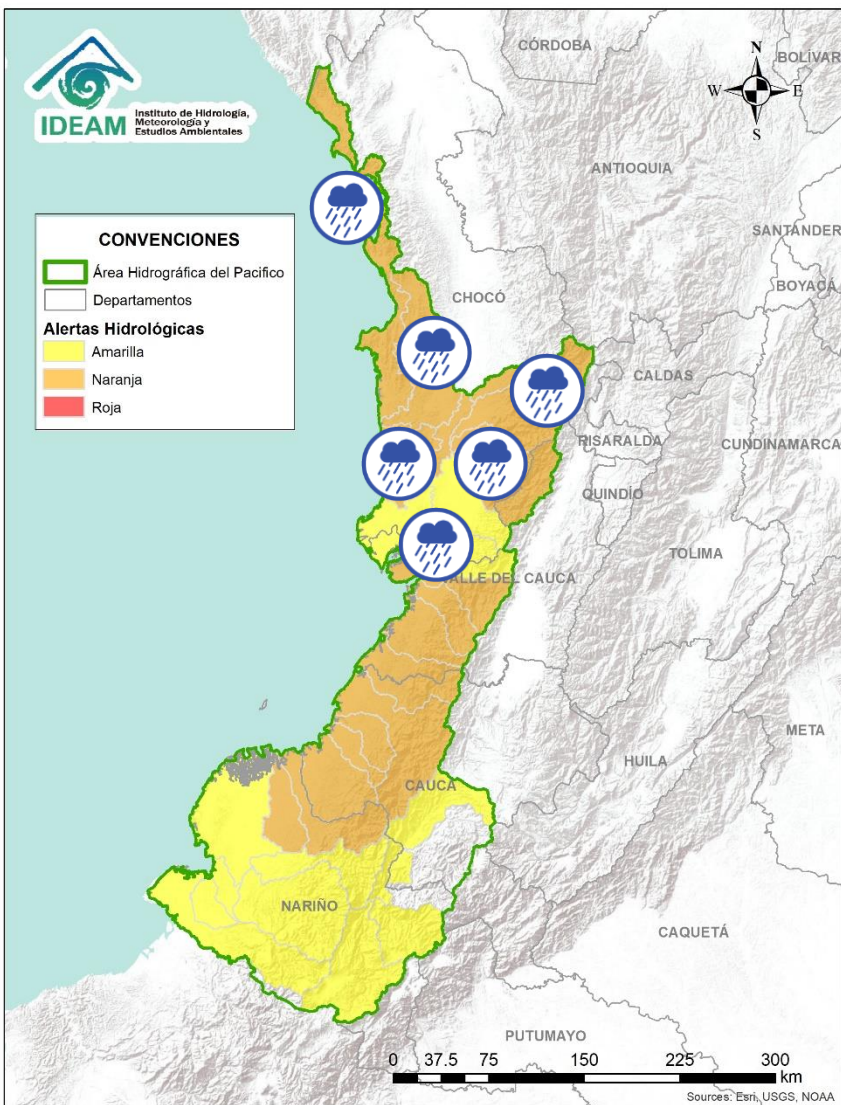 IDEAM
Instituto de Hidrología,
Meteorología y
Estudios Ambientales
CÓRDOBA
BOLÍVAR
N
W
E
S
ANTIOQUIA
SANTÁNDER
BOYACÁ
CONVENCIONES
Área Hidrográfica del Pacifico
Departamentos
Alertas Hidrológicas
Amarilla
Naranja
Roja
CHOCÓ
CALDAS
RISARALDA
CUNDINAMARCA
QUINDÍO
TOLIMA
VALLE DEL CAUCA
META
HUILA
CAUCA
NARIÑO
CAQUETÁ
PUTUMAYO
0 37.5 75 150 225 300
km
Sources: Esri, USGS, NOAA